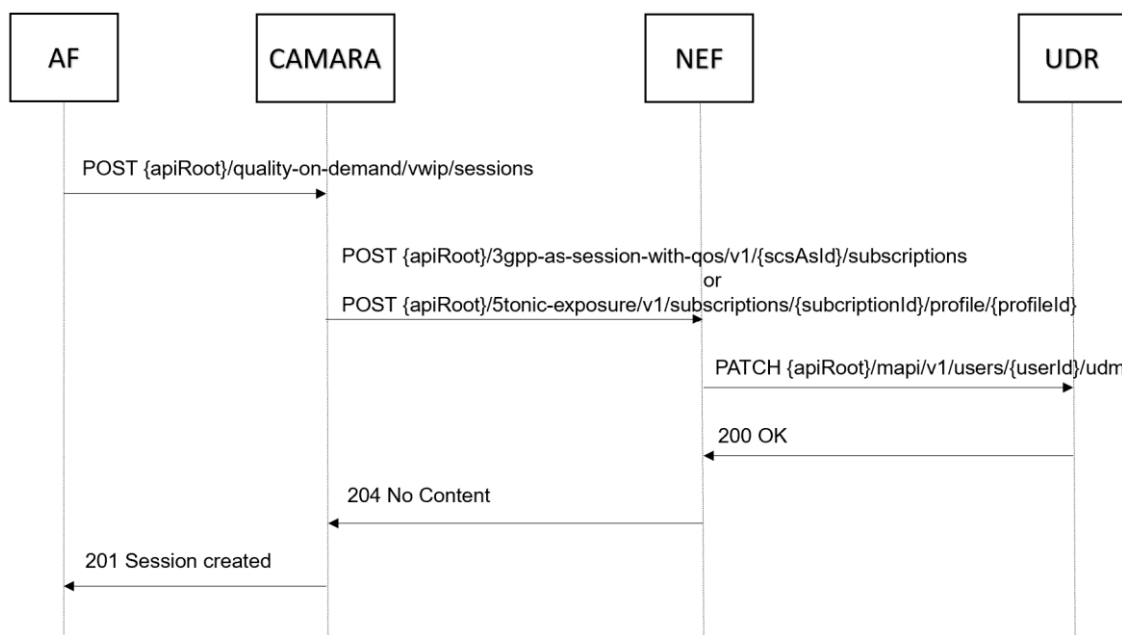 AF
CAMARA
NEF
UDR
POST {apiRoot}/quality-on-demand/vwip/sessions
POST {apiRoot}/3gpp-as-session-with-qos/v1/{scsAsId}/subscriptions
or
POST {apiRoot}/5tonic-exposure/v1/subscriptions/{subcriptionId}/profile/{profileId}
PATCH {apiRoot}/mapi/v1/users/{userId}/udm
200 OK
204 No Content
201 Session created